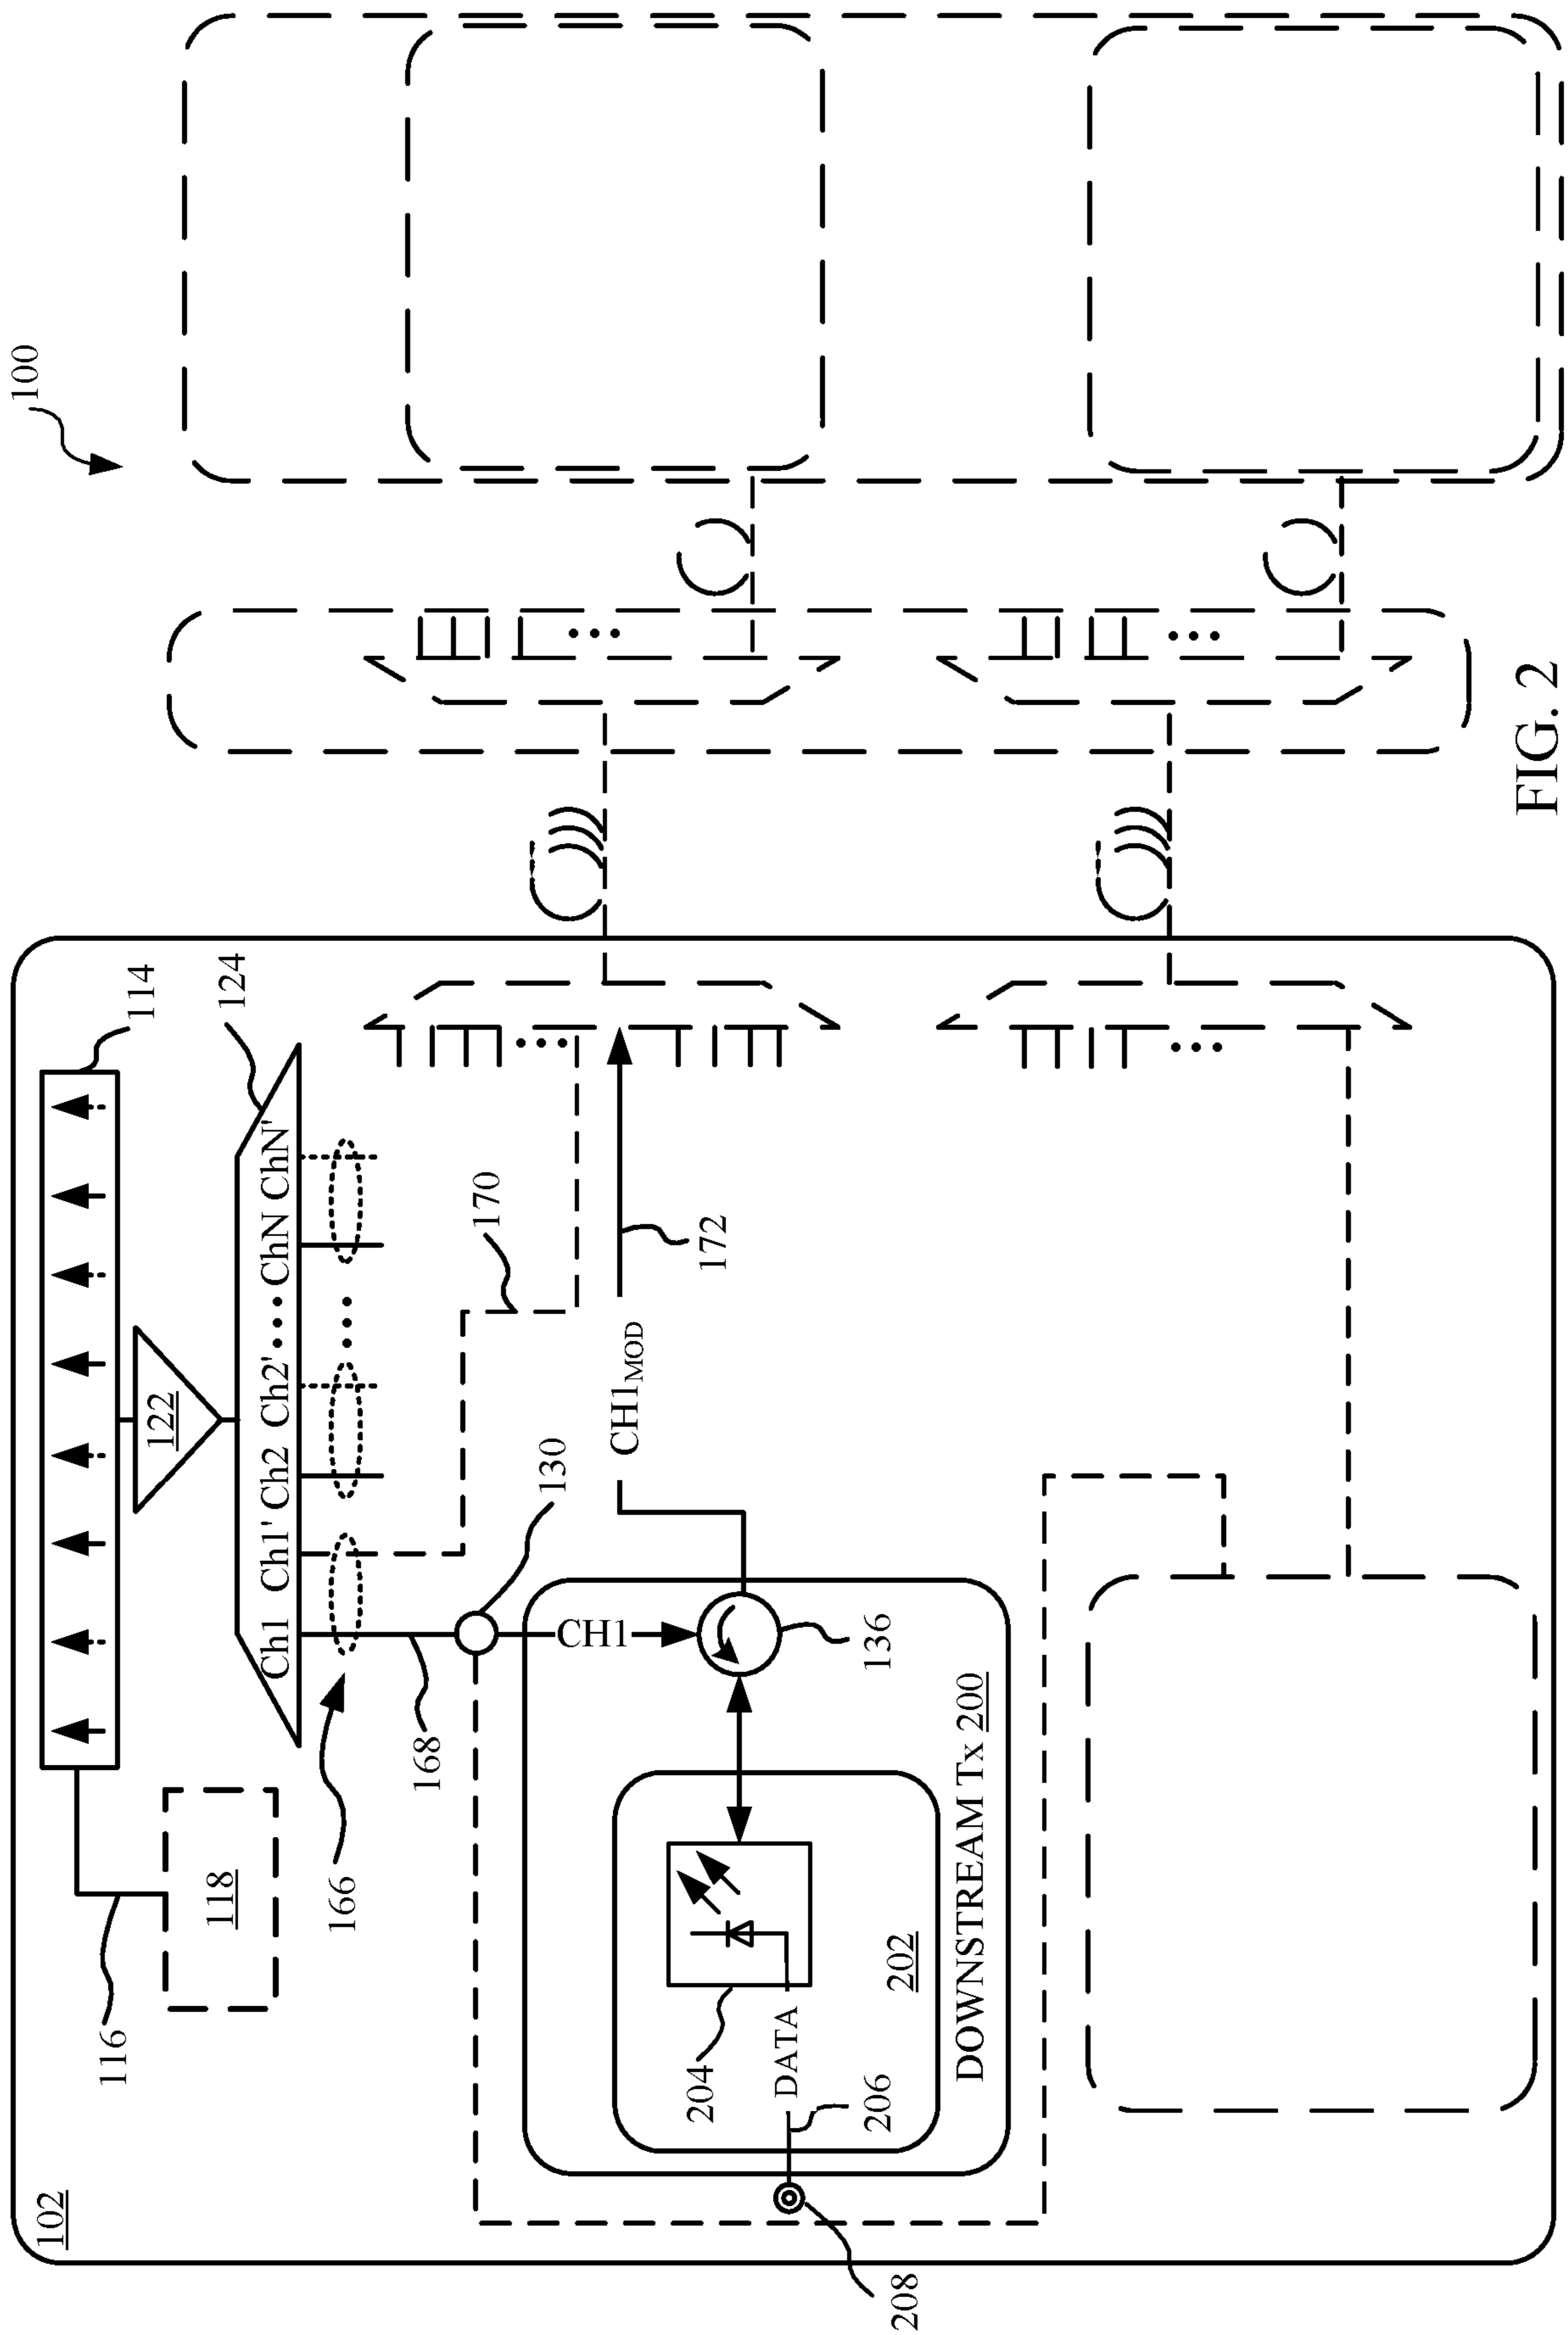 100
102
114
116
118
122
124
Ch1 Ch1' Ch2 Ch2' ···· ChN ChN'
166
168
170
130
CH1
CH1MOD
172
136
204
DATA
206
202
DOWNSTREAM Tx 200
208
FIG. 2